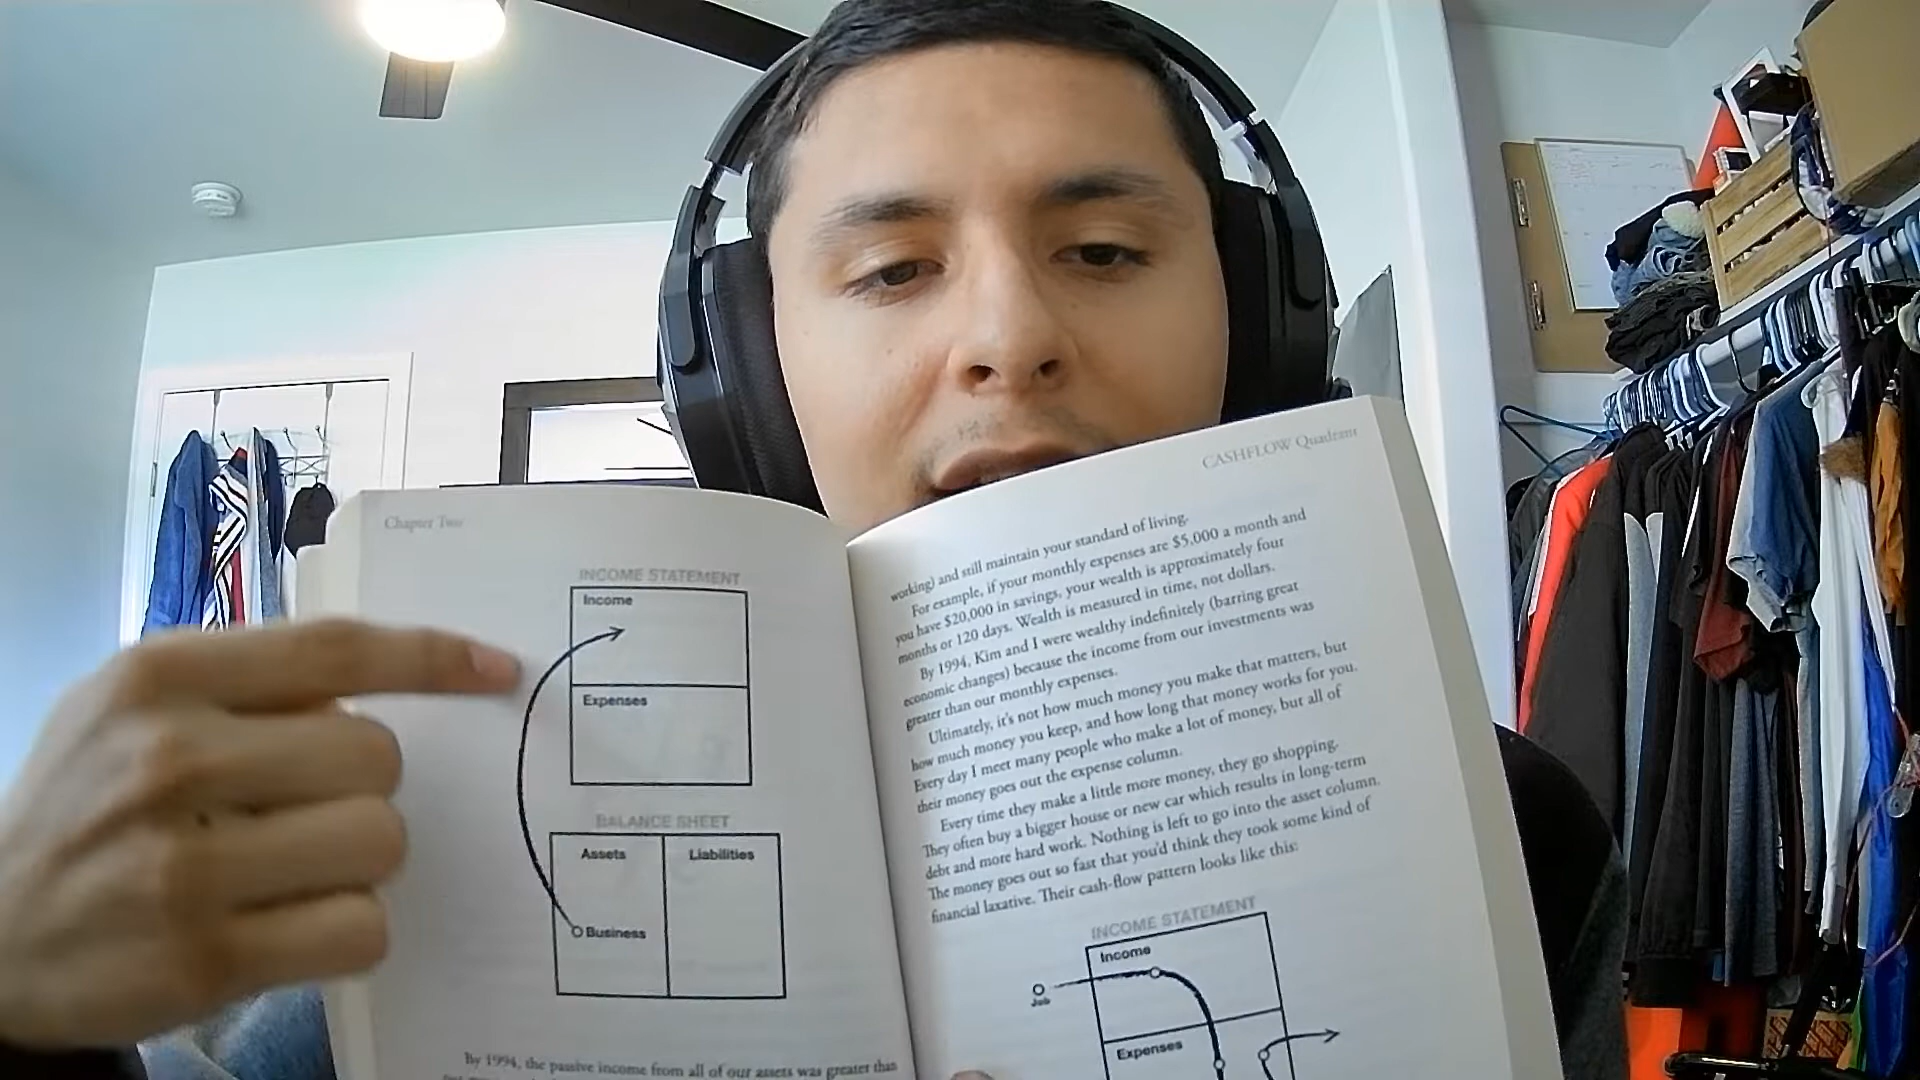 Chapter Two
INCOME STATEMENT
Income
Expenses
BALANCE SHEET
Assets
Liabilities
Business
By 1994, the passive income from all of our assets was greater than
CASHFLOW Quadrant
working) and still maintain your standard of living.
For example, if your monthly expenses are $5,000 a month and
you have $20,000 in savings, your wealth is approximately four
months or 120 days. Wealth is measured in time, not dollars.
By 1994, Kim and I were wealthy indefinitely (barring great
economic changes) because the income from our investments was
greater than our monthly expenses.
Ultimately, it's not how much money you make that matters, but
how much money you keep, and how long that money works for you.
Every day I meet many people who make a lot of money, but all of
their money goes out the expense column.
Every time they make a little more money, they go shopping.
They often buy a bigger house or new car which results in long-term
debt and more hard work. Nothing is left to go into the asset column.
The money goes out so fast that you'd think they took some kind of
financial laxative. Their cash-flow pattern looks like this:
INCOME STATEMENT
Income
Job
Expenses